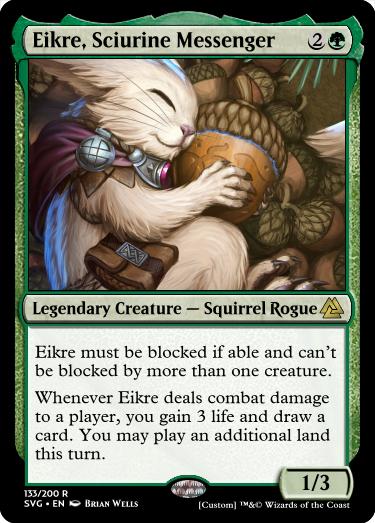 Eikre, Sciurine Messenger 2
Legendary Creature — Squirrel Rogue
Eikre must be blocked if able and can't
be blocked by more than one creature.
Whenever Eikre deals combat damage
to a player, you gain 3 life and draw a
card. You may play an additional land
this turn.
1/3
133/200 R
SVG • EN Brian Wells
[Custom] ™&© Wizards of the Coast